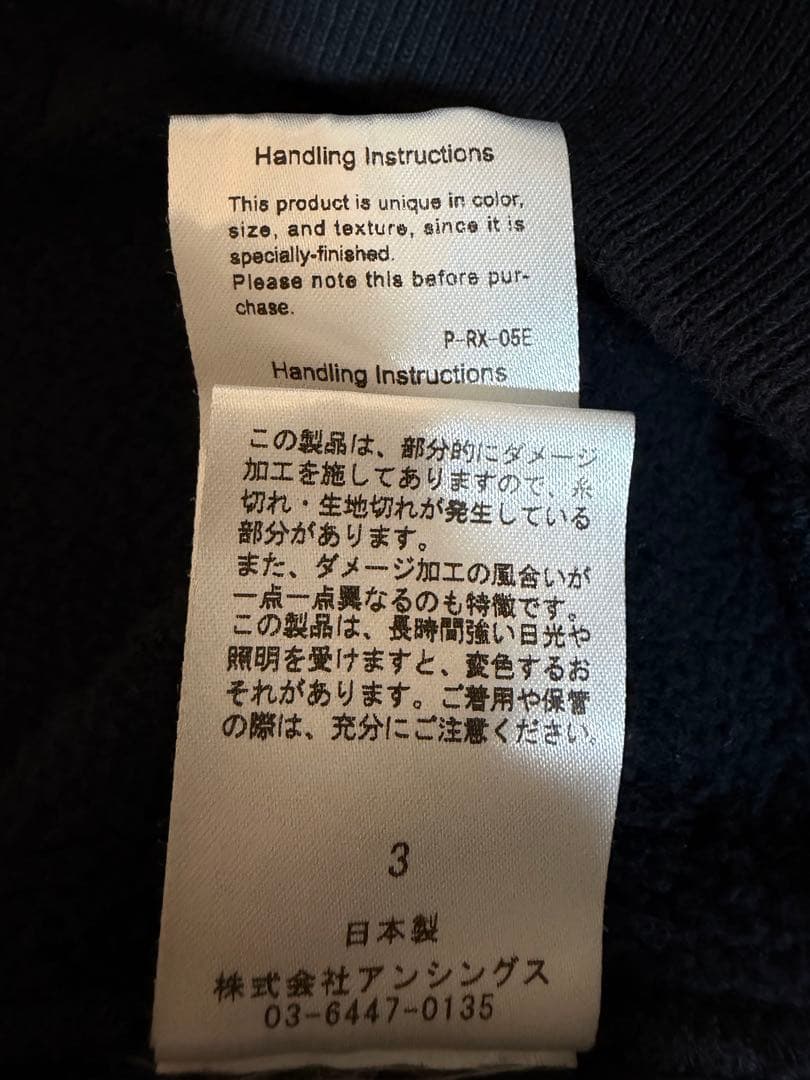 Handling Instructions
This product is unique in color,
size, and texture, since it is
specially-finished.
Please note this before pur-
chase.
P-RX-05E
Handling Instructions
この製品は、部分的にダメージ
加工を施してありますので、糸
切れ・生地切れが発生している
部分があります。
また、ダメージ加工の風合いが
一点一点異なるのも特徴です。
この製品は、長時間強い日光や
照明を受けますと、変色するお
それがあります。ご着用や保管
の際は、充分にご注意ください。
3
日本製
株式会社アンシングス
03-6447-0135